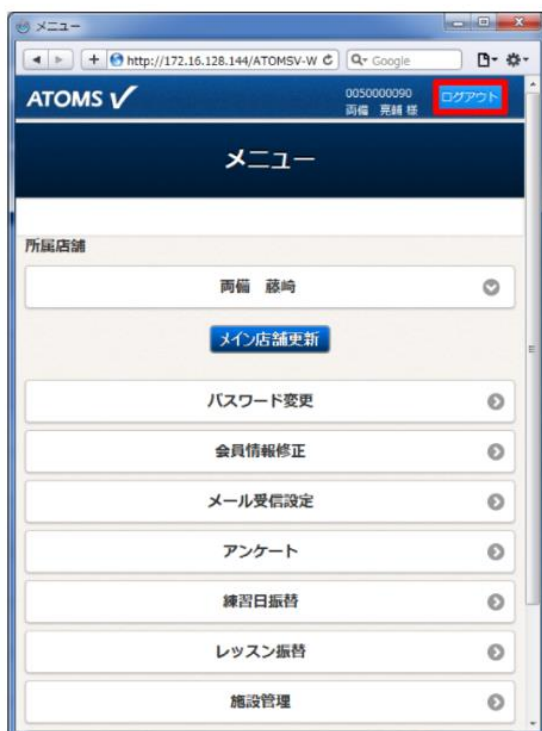 メニュー
http://172.16.128.144/ATOMSV-W
Google
ATOMS V
0050000090
両備 亮輔 様
ログアウト
メニュー
所属店舗
両備 藤崎
メイン店舗更新
パスワード変更
会員情報修正
メール受信設定
アンケート
練習日振替
レッスン振替
施設管理